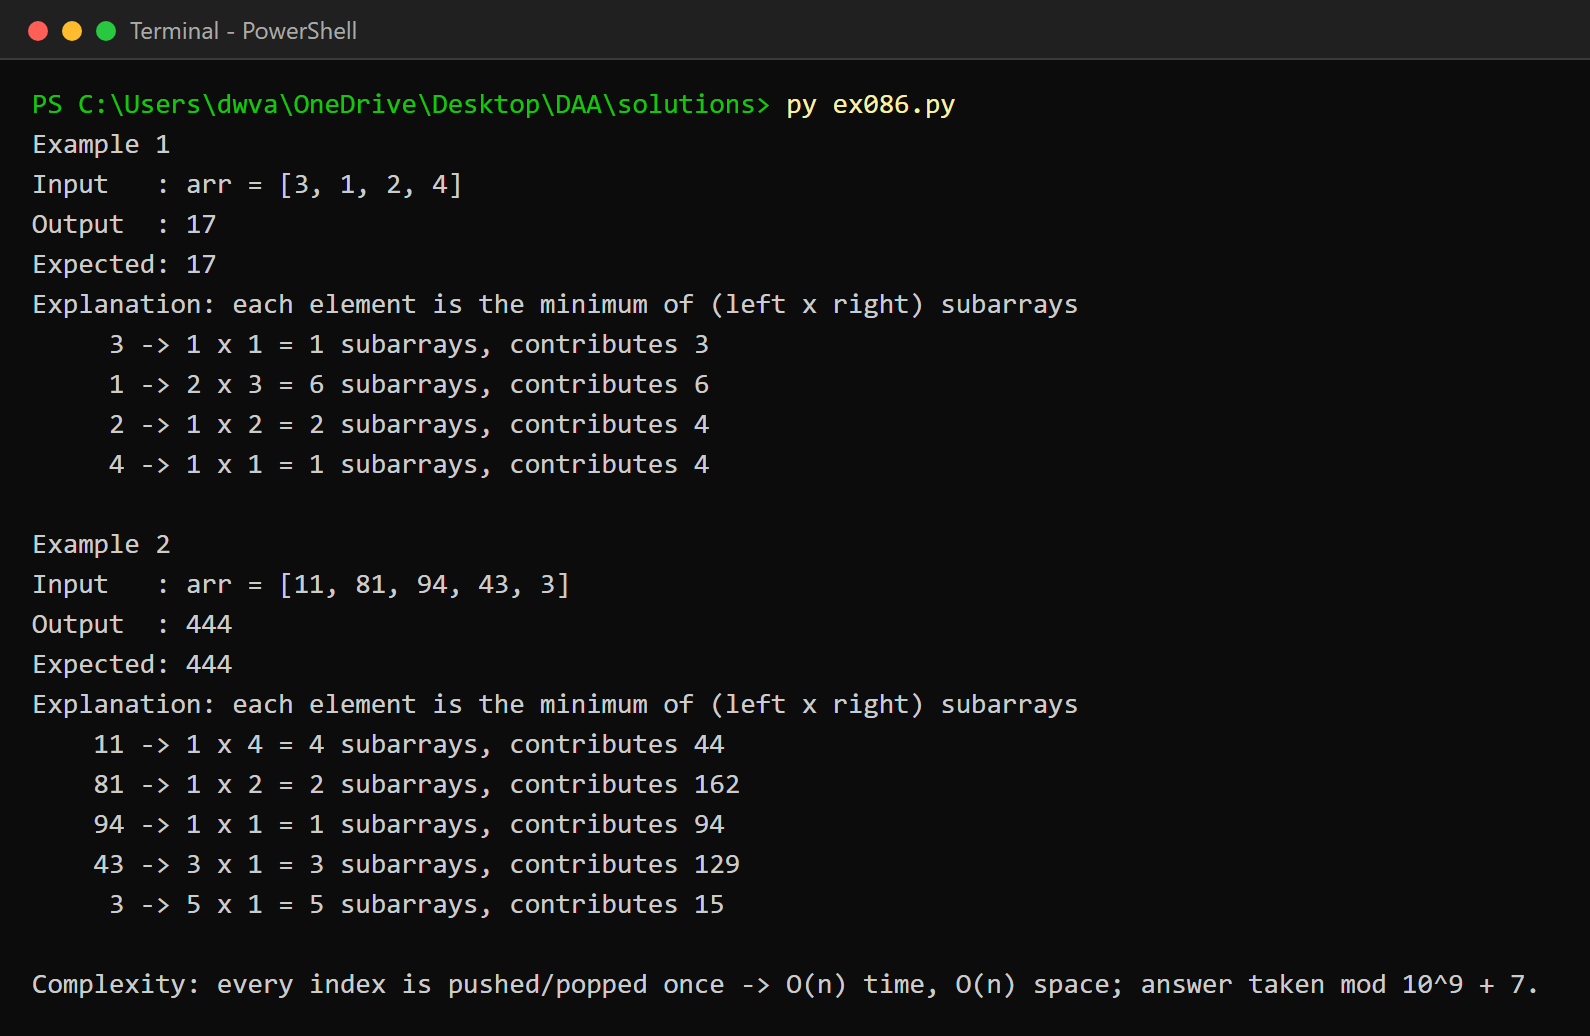 Terminal - PowerShell
PS C:\Users\dwva\OneDrive\Desktop\DAA\solutions> py ex086.py
Example 1
Input   : arr = [3, 1, 2, 4]
Output  : 17
Expected: 17
Explanation: each element is the minimum of (left x right) subarrays
     3 -> 1 x 1 = 1 subarrays, contributes 3
     1 -> 2 x 3 = 6 subarrays, contributes 6
     2 -> 1 x 2 = 2 subarrays, contributes 4
     4 -> 1 x 1 = 1 subarrays, contributes 4

Example 2
Input   : arr = [11, 81, 94, 43, 3]
Output  : 444
Expected: 444
Explanation: each element is the minimum of (left x right) subarrays
    11 -> 1 x 4 = 4 subarrays, contributes 44
    81 -> 1 x 2 = 2 subarrays, contributes 162
    94 -> 1 x 1 = 1 subarrays, contributes 94
    43 -> 3 x 1 = 3 subarrays, contributes 129
     3 -> 5 x 1 = 5 subarrays, contributes 15

Complexity: every index is pushed/popped once -> O(n) time, O(n) space; answer taken mod 10^9 + 7.